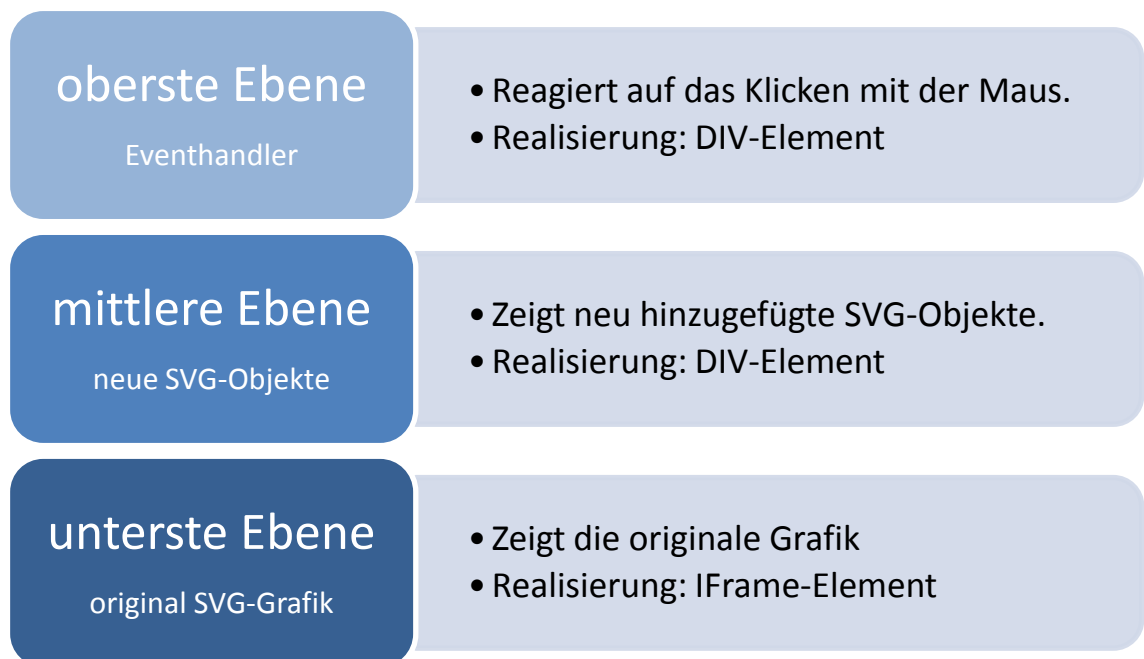 oberste Ebene
Eventhandler
• Reagiert auf das Klicken mit der Maus.
• Realisierung: DIV-Element
mittlere Ebene
neue SVG-Objekte
• Zeigt neu hinzugefügte SVG-Objekte.
• Realisierung: DIV-Element
unterste Ebene
original SVG-Grafik
• Zeigt die originale Grafik
• Realisierung: IFrame-Element